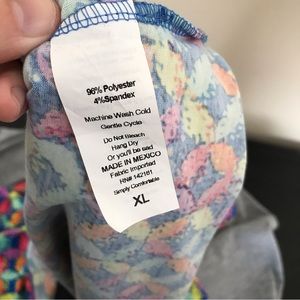 96% Polyester
4% Spandex
Machine Wash Cold
Gentle Cycle
Do Not Bleach
Hang Dry
Or you'll be said
MADE IN MEXICO
Fabric Imported
RN# 142161
Simply Comfortable
XL